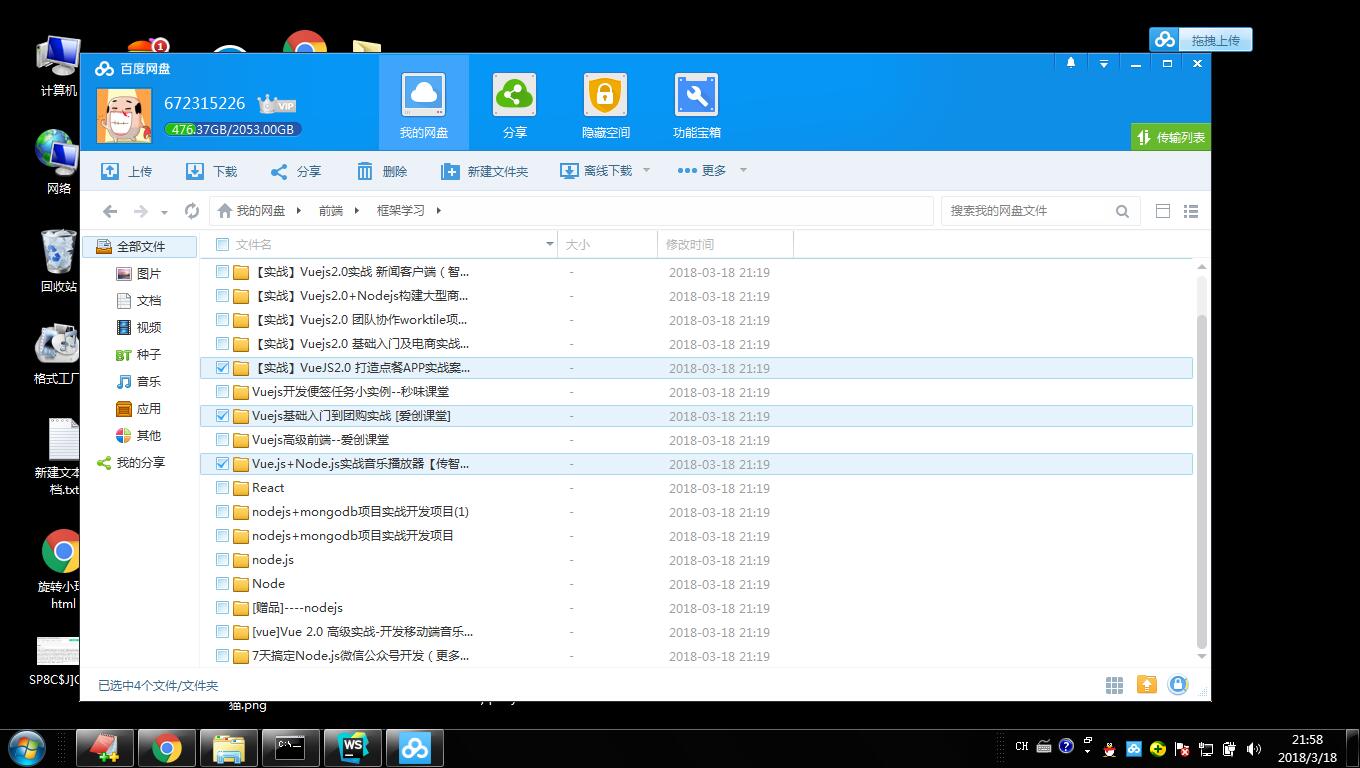 拖拽上传
计算机
网络
回收站
格式工厂
新建文本
档.txt
html
猫.png
1
百度网盘
672315226
VIP
476.37GB/2053.00GB
我的网盘
分享
隐藏空间
功能宝箱
传输列表
上传
下载
分享
删除
新建文件夹
离线下载
更多
我的网盘 前端 框架学习
搜索我的网盘文件
全部文件
图片
文档
视频
BT 种子
音乐
应用
其他
我的分享
文件名 大小 修改时间
【实战】Vuejs2.0实战 新闻客户端（智... - 2018-03-18 21:19
【实战】Vuejs2.0+Nodejs构建大型商... - 2018-03-18 21:19
【实战】Vuejs2.0 团队协作worktile项... - 2018-03-18 21:19
【实战】Vuejs2.0 基础入门及电商实战... - 2018-03-18 21:19
【实战】VueJS2.0 打造点餐APP实战案... - 2018-03-18 21:19
Vuejs开发便签任务小实例--秒味课堂 - 2018-03-18 21:19
Vuejs基础入门到团购实战 [爱创课堂] - 2018-03-18 21:19
Vuejs高级前端--爱创课堂 - 2018-03-18 21:19
Vue.js+Node.js实战音乐播放器【传智... - 2018-03-18 21:19
React - 2018-03-18 21:19
nodejs+mongodb项目实战开发项目(1) - 2018-03-18 21:19
nodejs+mongodb项目实战开发项目 - 2018-03-18 21:19
node.js - 2018-03-18 21:19
Node - 2018-03-18 21:19
[赠品]----nodejs - 2018-03-18 21:19
[vue]Vue 2.0 高级实战-开发移动端音乐... - 2018-03-18 21:19
7天搞定Node.js微信公众号开发（更多... - 2018-03-18 21:19
已选中4个文件/文件夹
WS
CH
21:58
2018/3/18